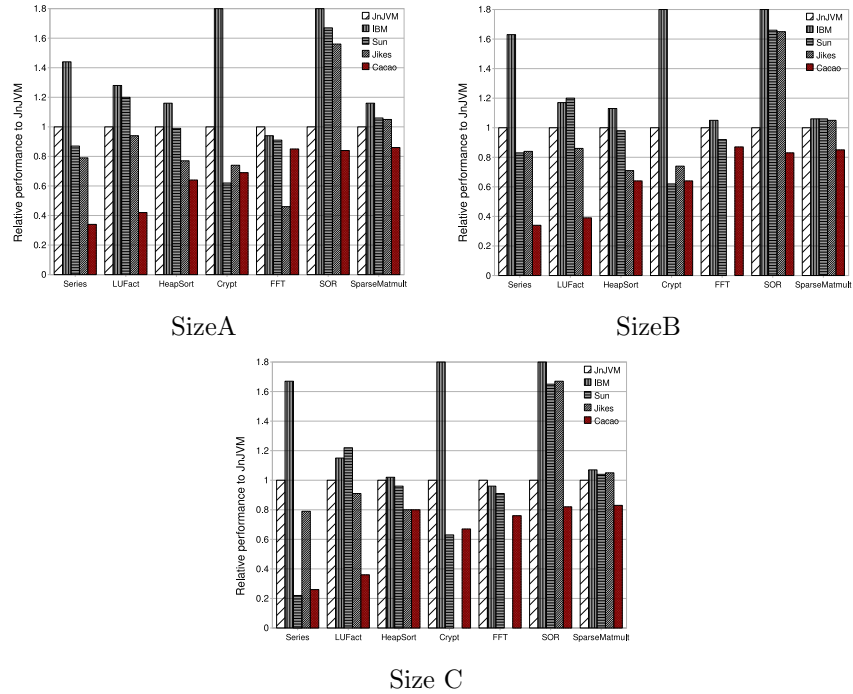 Relative performance to JnJVM
1.8
1.6
1.4
1.2
1
0.8
0.6
0.4
0.2
0
JnJVM
IBM
Sun
Jikes
Cacao
Series LUFact HeapSort Crypt FFT SOR SparseMatmult
SizeA
Relative performance to JnJVM
1.8
1.6
1.4
1.2
1
0.8
0.6
0.4
0.2
0
JnJVM
IBM
Sun
Jikes
Cacao
Series LUFact HeapSort Crypt FFT SOR SparseMatmult
SizeB
Relative performance to JnJVM
1.8
1.6
1.4
1.2
1
0.8
0.6
0.4
0.2
0
JnJVM
IBM
Sun
Jikes
Cacao
Series LUFact HeapSort Crypt FFT SOR SparseMatmult
Size C